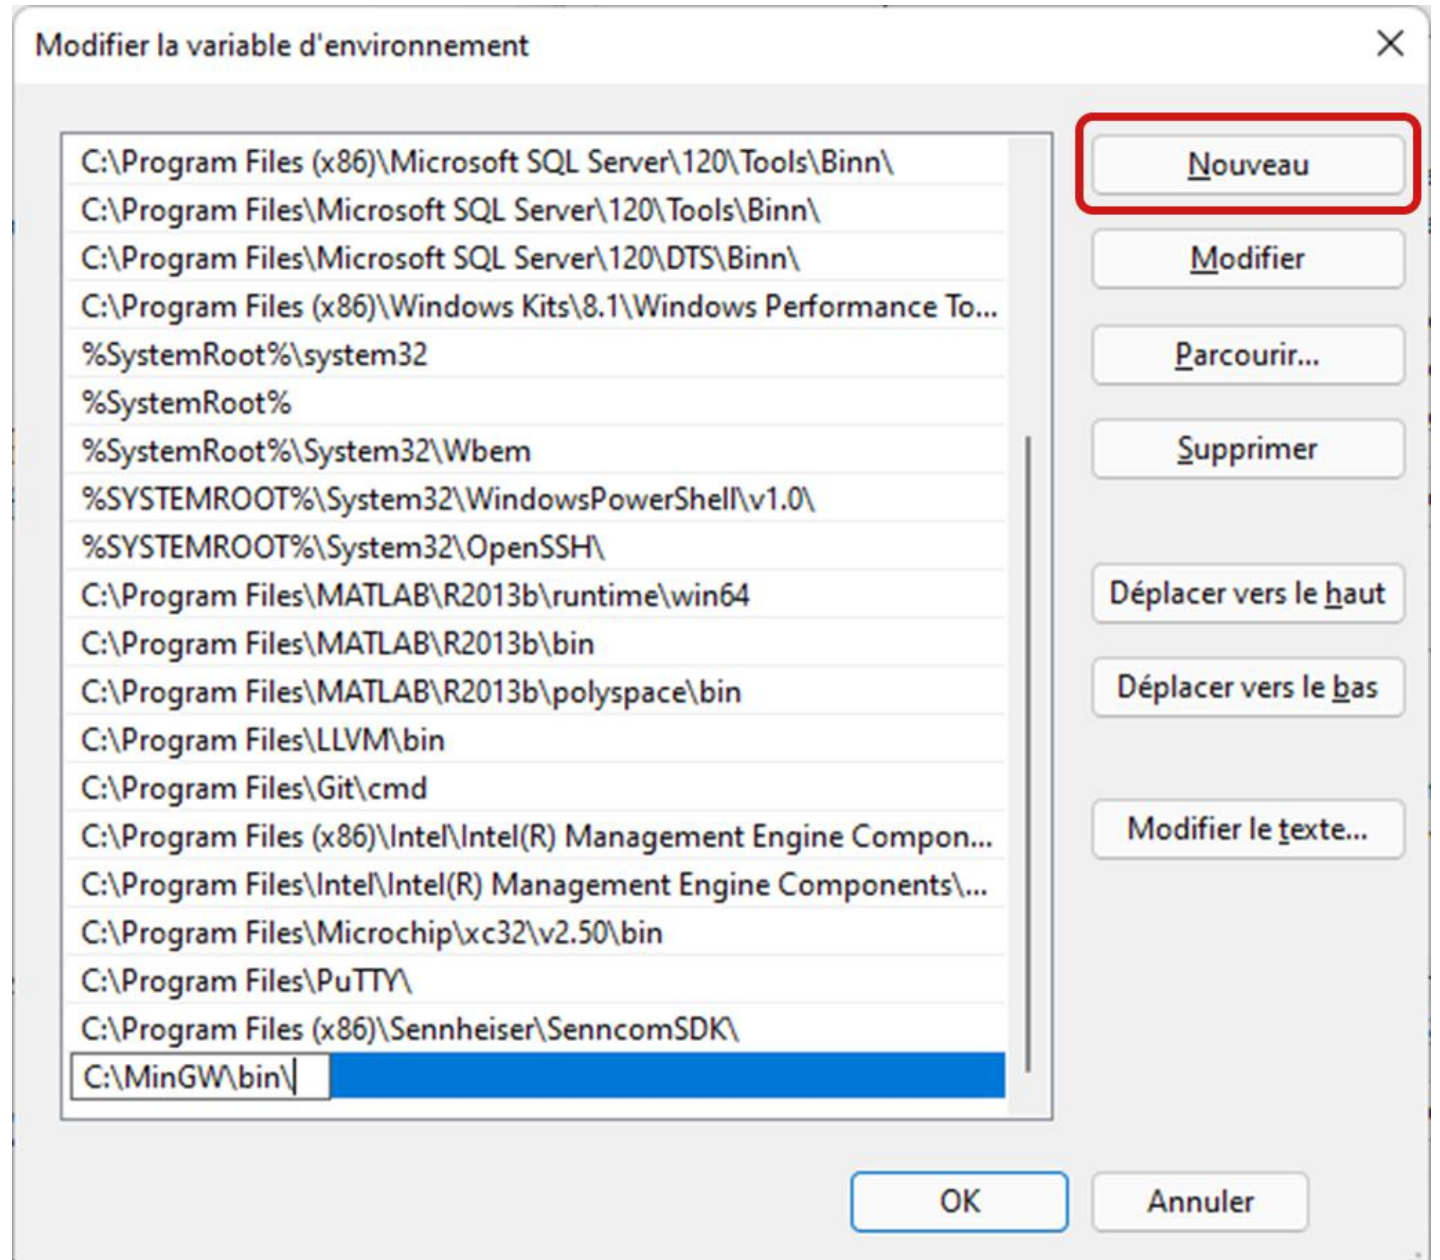 Modifier la variable d'environnement
C:\Program Files (x86)\Microsoft SQL Server\120\Tools\Binn\
C:\Program Files\Microsoft SQL Server\120\Tools\Binn\
C:\Program Files\Microsoft SQL Server\120\DTS\Binn\
C:\Program Files (x86)\Windows Kits\8.1\Windows Performance To...
%SystemRoot%\system32
%SystemRoot%
%SystemRoot%\System32\Wbem
%SYSTEMROOT%\System32\WindowsPowerShell\v1.0\
%SYSTEMROOT%\System32\OpenSSH\
C:\Program Files\MATLAB\R2013b\runtime\win64
C:\Program Files\MATLAB\R2013b\bin
C:\Program Files\MATLAB\R2013b\polyspace\bin
C:\Program Files\LLVM\bin
C:\Program Files\Git\cmd
C:\Program Files (x86)\Intel\Intel(R) Management Engine Compon...
C:\Program Files\Intel\Intel(R) Management Engine Components\...
C:\Program Files\Microchip\xc32\v2.50\bin
C:\Program Files\PuTTY\
C:\Program Files (x86)\Sennheiser\SenncomSDK\
C:\MinGW\bin\
Nouveau
Modifier
Parcourir...
Supprimer
Déplacer vers le haut
Déplacer vers le bas
Modifier le texte...
OK
Annuler